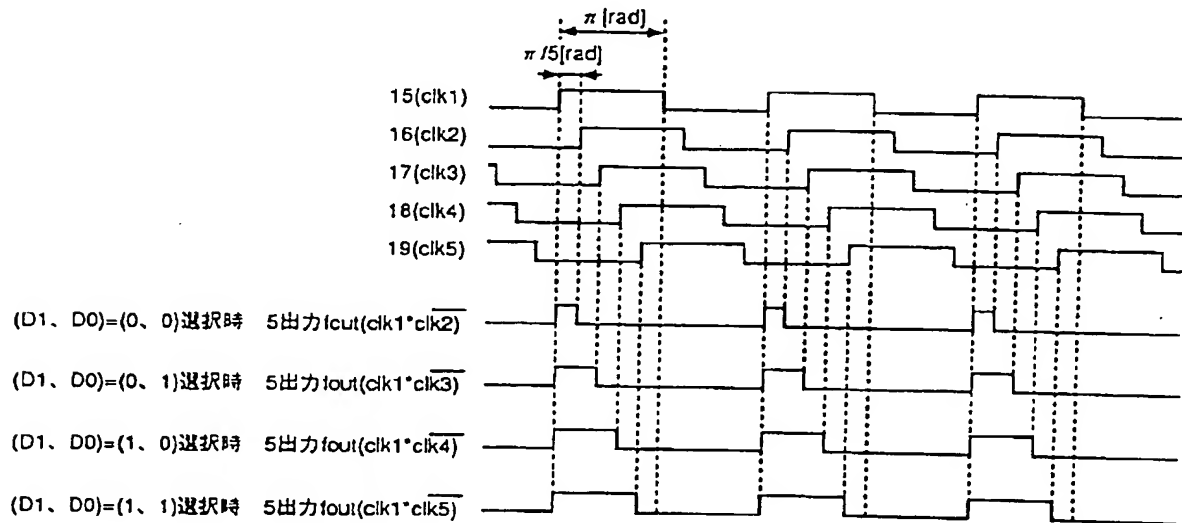 π [rad]
π/5[rad]
15(clk1)
16(clk2)
17(clk3)
18(clk4)
19(clk5)
(D1、D0)=(0、0)選択時 5出力fout(clk1*clk2)
(D1、D0)=(0、1)選択時 5出力fout(clk1*clk3)
(D1、D0)=(1、0)選択時 5出力fout(clk1*clk4)
(D1、D0)=(1、1)選択時 5出力fout(clk1*clk5)